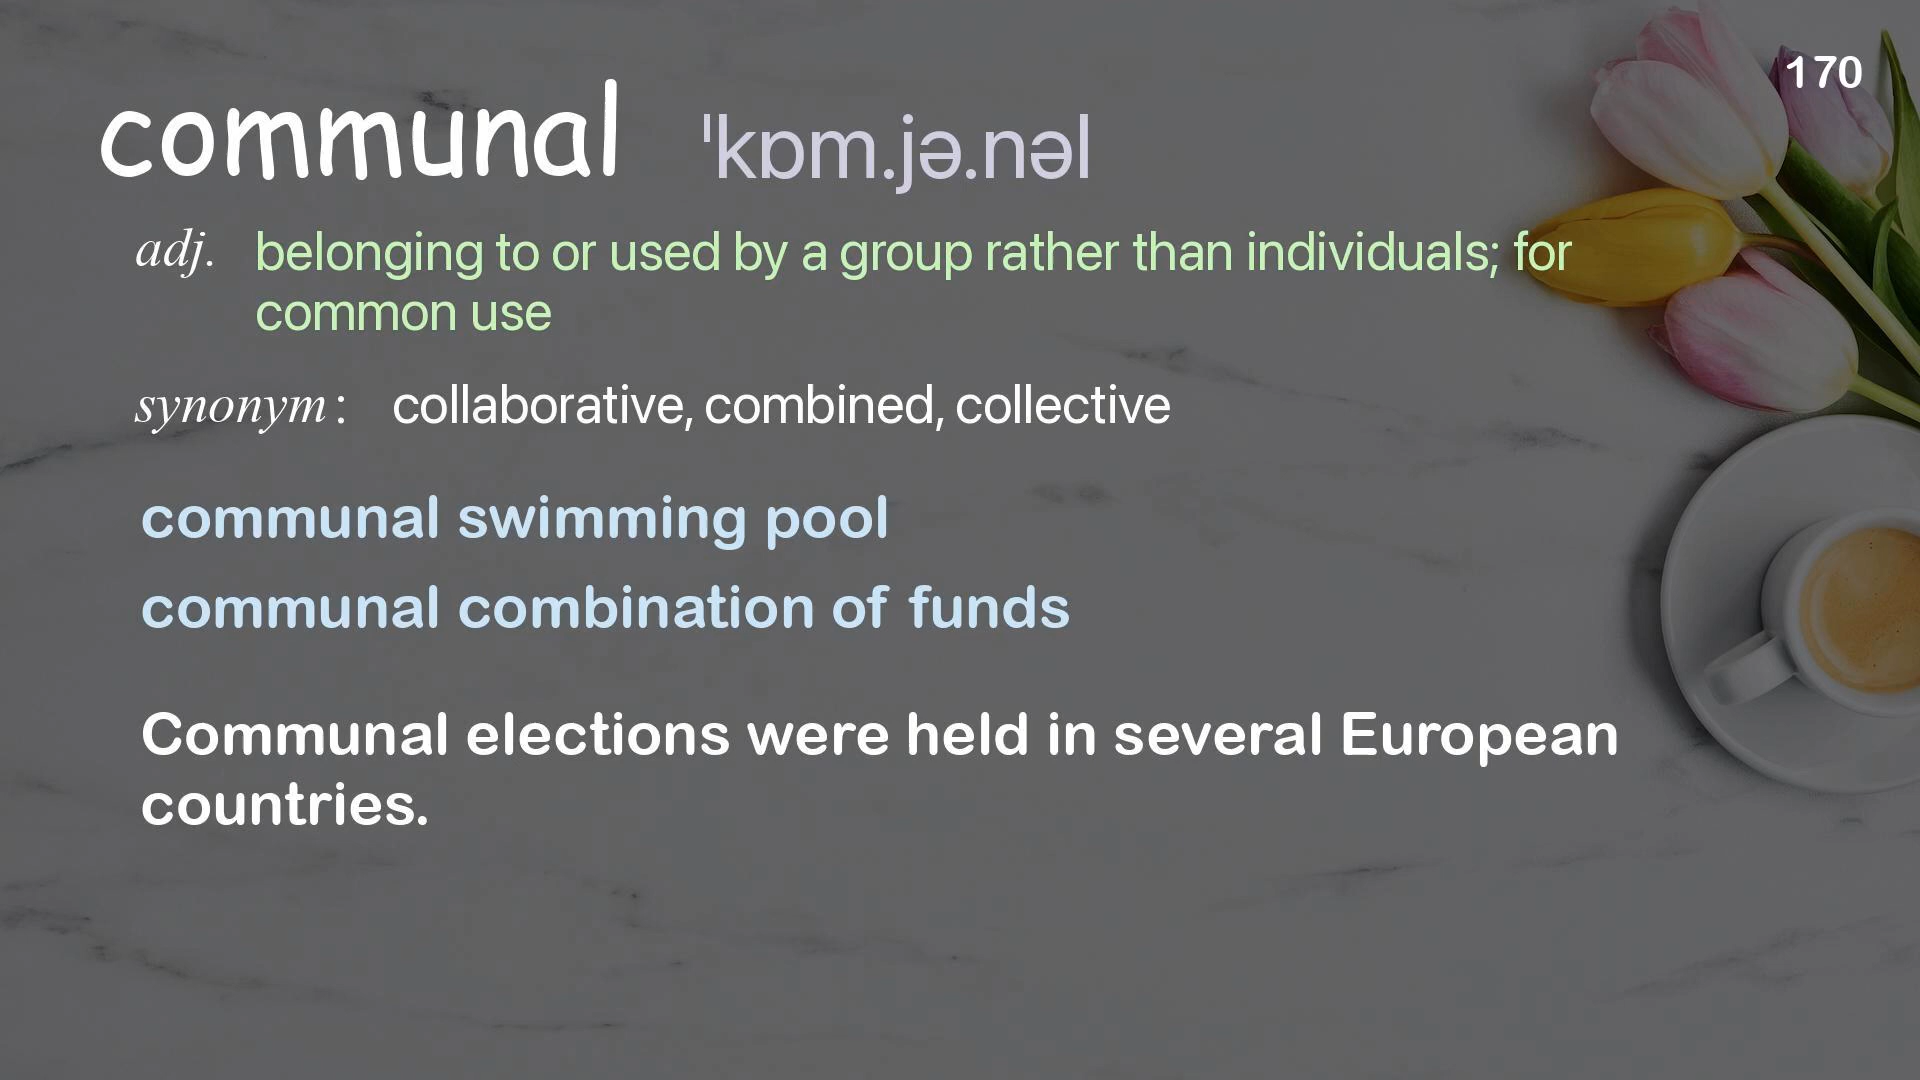 170
communal ˈkɒm.jə.nəl
adj. belonging to or used by a group rather than individuals; for
common use
synonym: collaborative, combined, collective
communal swimming pool
communal combination of funds
Communal elections were held in several European
countries.